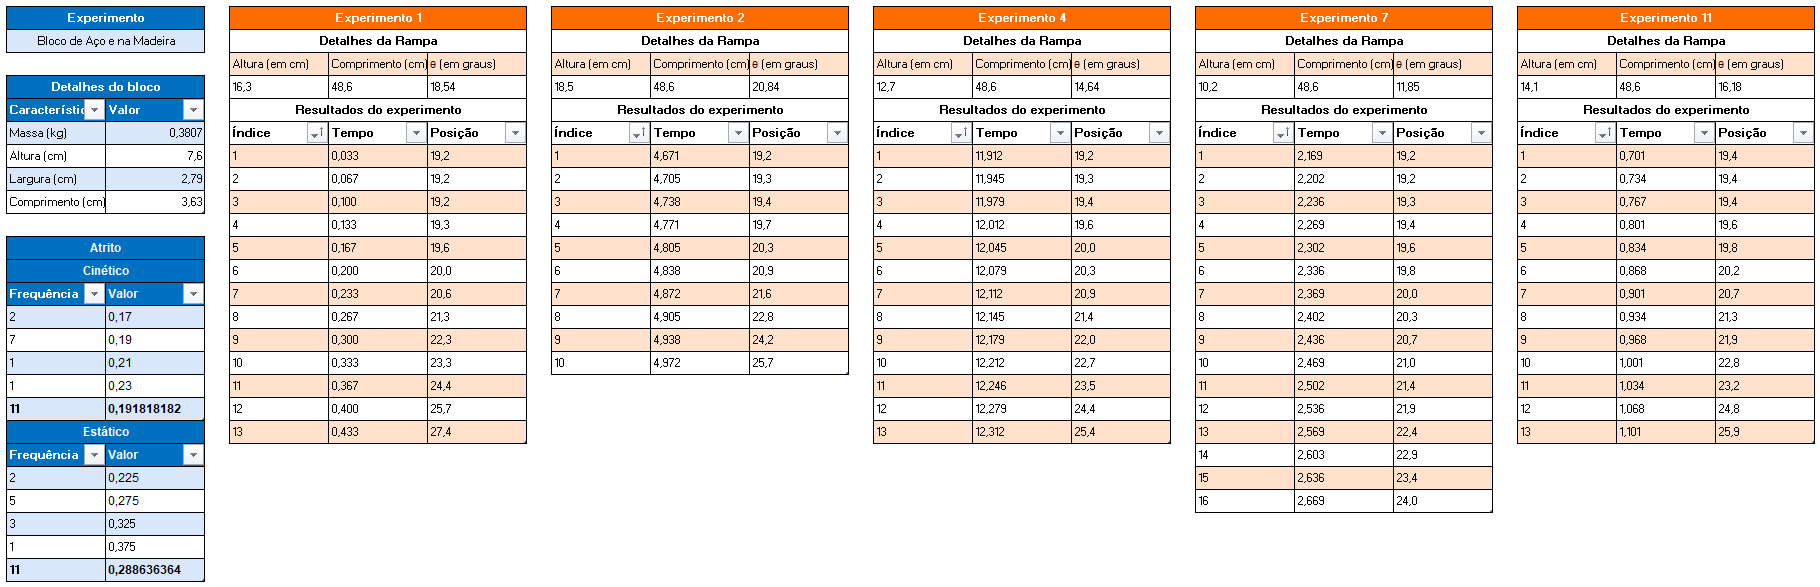 Experimento
Bloco de Aço e na Madeira
Detalhes do bloco
Característic Valor
Massa (kg) 0,3807
Altura (cm) 7,6
Largura (cm) 2,79
Comprimento (cm) 3,63
Atrito
Cinético
Frequência Valor
2 0,17
7 0,19
1 0,21
1 0,23
11 0,191818182
Estático
Frequência Valor
2 0,225
5 0,275
3 0,325
1 0,375
11 0,288636364
Experimento 1
Detalhes da Rampa
Altura (em cm) Comprimento (cm) θ (em graus)
16,3 48,6 18,54
Resultados do experimento
Índice Tempo Posição
1 0,033 19,2
2 0,067 19,2
3 0,100 19,2
4 0,133 19,3
5 0,167 19,6
6 0,200 20,0
7 0,233 20,6
8 0,267 21,3
9 0,300 22,3
10 0,333 23,3
11 0,367 24,4
12 0,400 25,7
13 0,433 27,4
Experimento 2
Detalhes da Rampa
Altura (em cm) Comprimento (cm) θ (em graus)
18,5 48,6 20,84
Resultados do experimento
Índice Tempo Posição
1 4,671 19,2
2 4,705 19,3
3 4,738 19,4
4 4,771 19,7
5 4,805 20,3
6 4,838 20,9
7 4,872 21,6
8 4,905 22,8
9 4,938 24,2
10 4,972 25,7
Experimento 4
Detalhes da Rampa
Altura (em cm) Comprimento (cm) θ (em graus)
12,7 48,6 14,64
Resultados do experimento
Índice Tempo Posição
1 11,912 19,2
2 11,945 19,3
3 11,979 19,4
4 12,012 19,6
5 12,045 20,0
6 12,079 20,3
7 12,112 20,9
8 12,145 21,4
9 12,179 22,0
10 12,212 22,7
11 12,246 23,5
12 12,279 24,4
13 12,312 25,4
Experimento 7
Detalhes da Rampa
Altura (em cm) Comprimento (cm) θ (em graus)
10,2 48,6 11,85
Resultados do experimento
Índice Tempo Posição
1 2,169 19,2
2 2,202 19,2
3 2,236 19,3
4 2,269 19,4
5 2,302 19,6
6 2,336 19,8
7 2,369 20,0
8 2,402 20,3
9 2,436 20,7
10 2,469 21,0
11 2,502 21,4
12 2,536 21,9
13 2,569 22,4
14 2,603 22,9
15 2,636 23,4
16 2,669 24,0
Experimento 11
Detalhes da Rampa
Altura (em cm) Comprimento (cm) θ (em graus)
14,1 48,6 16,18
Resultados do experimento
Índice Tempo Posição
1 0,701 19,4
2 0,734 19,4
3 0,767 19,4
4 0,801 19,6
5 0,834 19,8
6 0,868 20,2
7 0,901 20,7
8 0,934 21,3
9 0,968 21,9
10 1,001 22,8
11 1,034 23,2
12 1,068 24,8
13 1,101 25,9